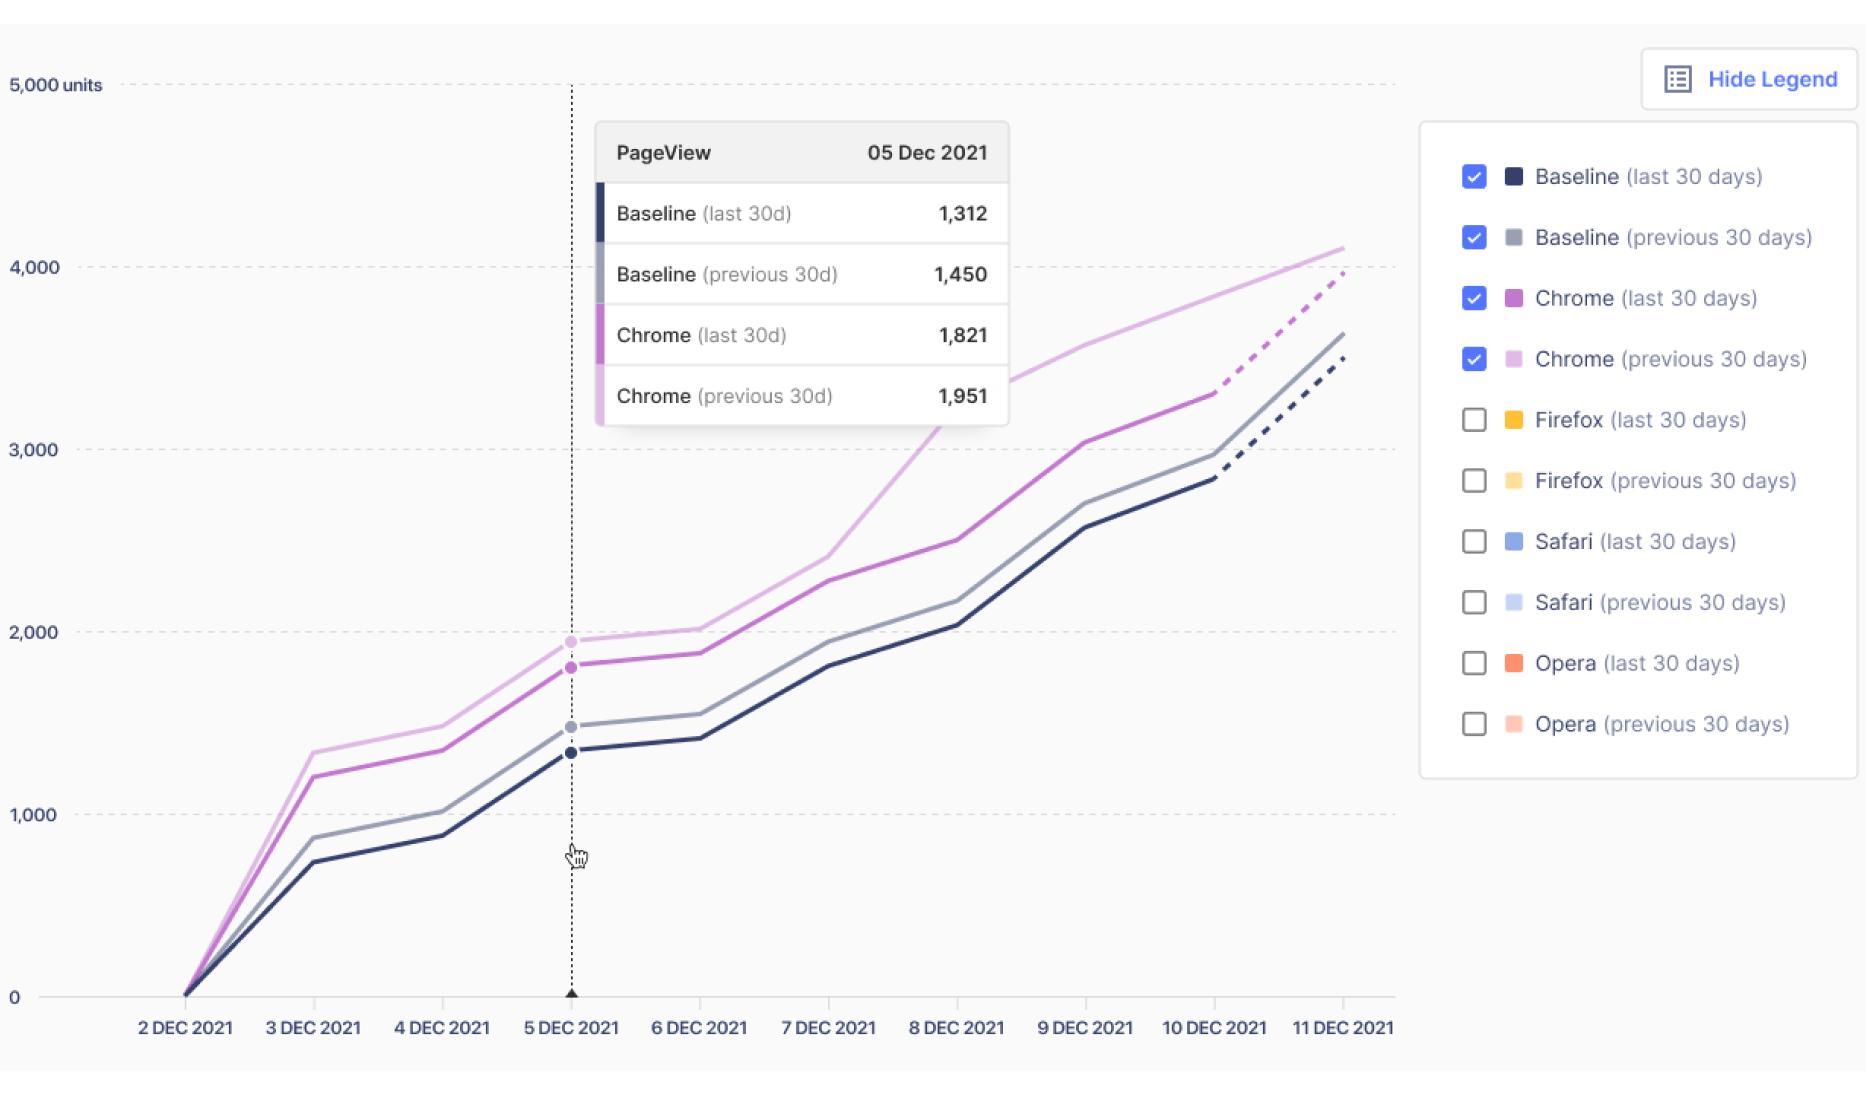 5,000 units
4,000
3,000
2,000
1,000
0
2 DEC 2021
3 DEC 2021
4 DEC 2021
5 DEC 2021
6 DEC 2021
7 DEC 2021
8 DEC 2021
9 DEC 2021
10 DEC 2021
11 DEC 2021
PageView 05 Dec 2021
Baseline (last 30d) 1,312
Baseline (previous 30d) 1,450
Chrome (last 30d) 1,821
Chrome (previous 30d) 1,951
Hide Legend
Baseline (last 30 days)
Baseline (previous 30 days)
Chrome (last 30 days)
Chrome (previous 30 days)
Firefox (last 30 days)
Firefox (previous 30 days)
Safari (last 30 days)
Safari (previous 30 days)
Opera (last 30 days)
Opera (previous 30 days)